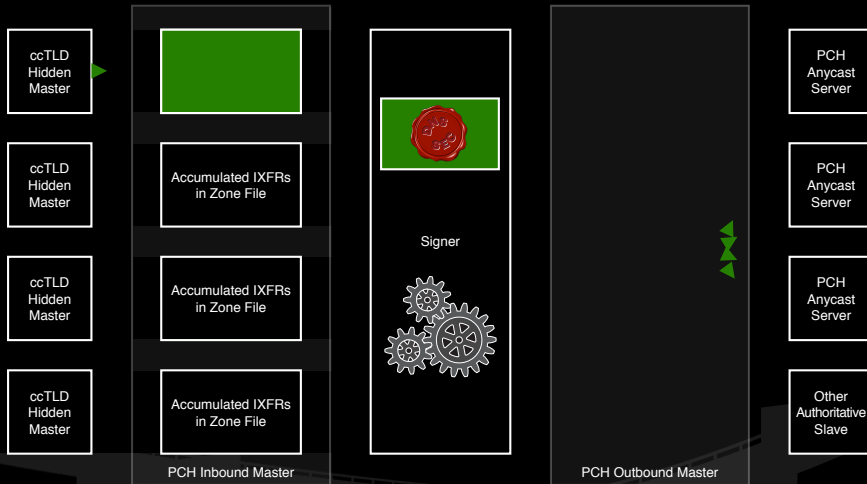 ccTLD
Hidden
Master
PCH
Anycast
Server
DNS
SEC
ccTLD
Hidden
Master
Accumulated IXFRs
in Zone File
PCH
Anycast
Server
Signer
ccTLD
Hidden
Master
Accumulated IXFRs
in Zone File
PCH
Anycast
Server
ccTLD
Hidden
Master
Accumulated IXFRs
in Zone File
Other
Authoritative
Slave
PCH Inbound Master
PCH Outbound Master